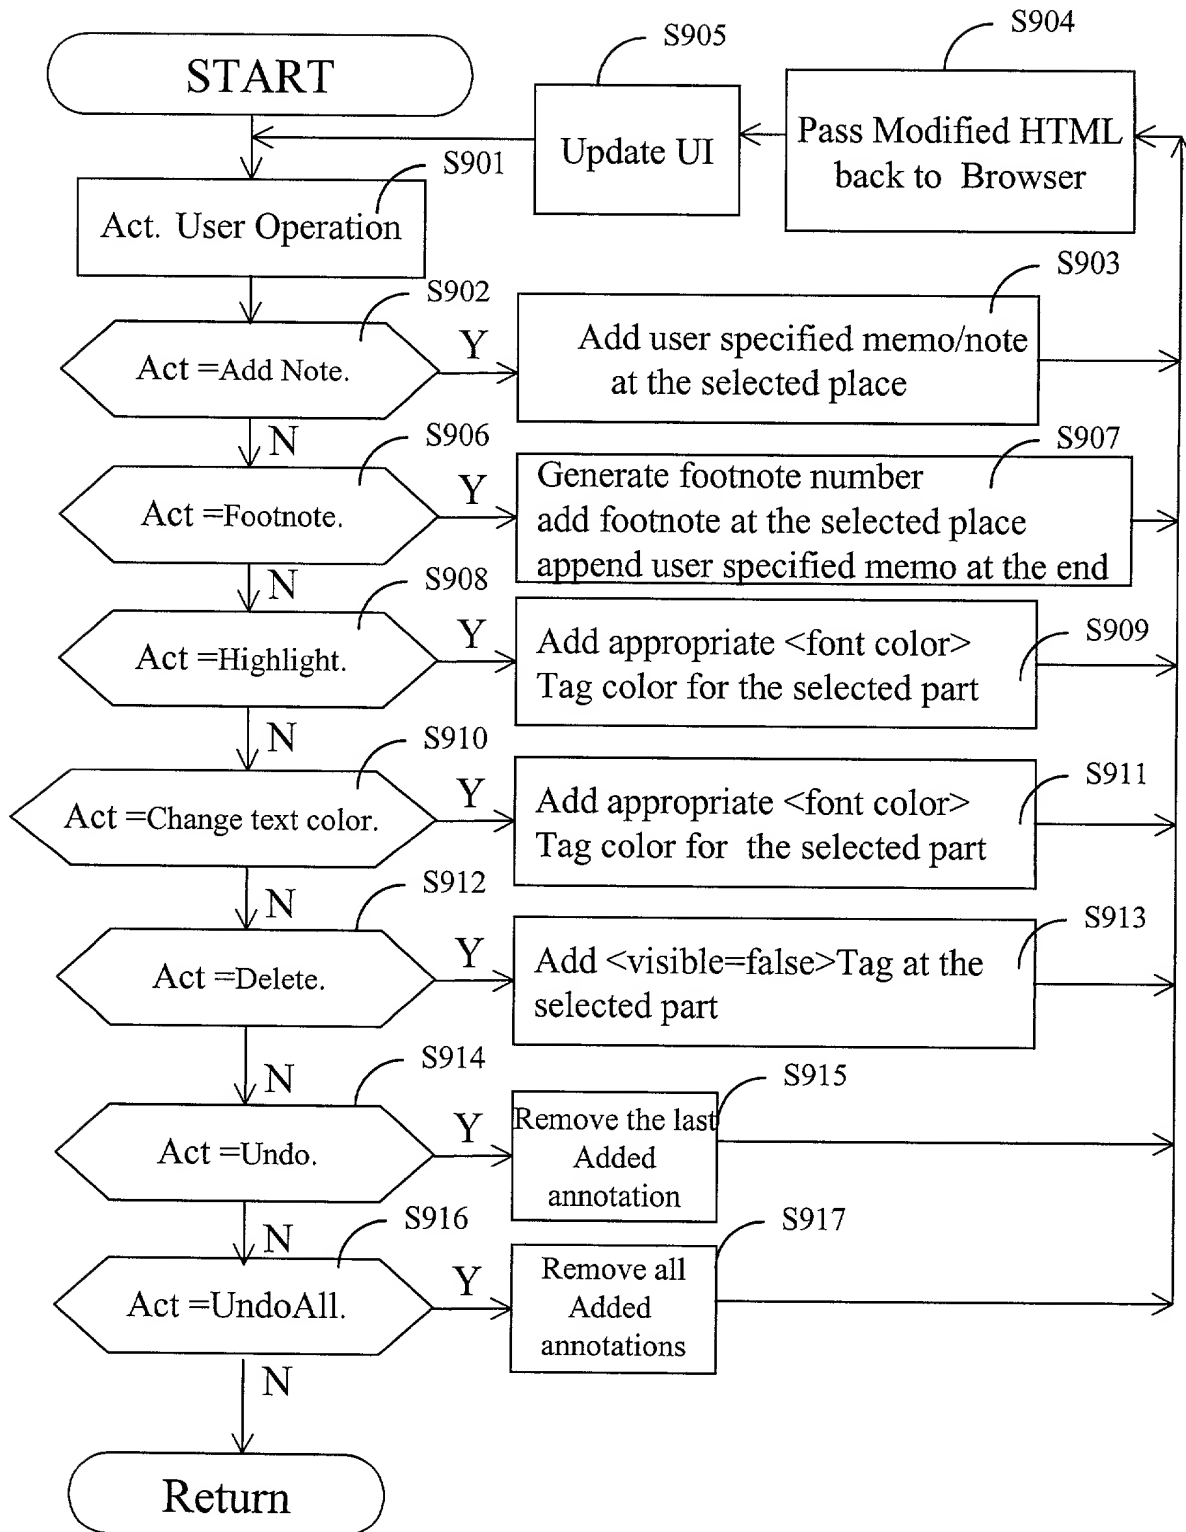 S904
S905
START
Pass Modified HTML
back to Browser
Update UI
S901
Act. User Operation
S902
S903
Act =Add Note.
Y
Add user specified memo/note
at the selected place
N
S906
S907
Act =Footnote.
Y
Generate footnote number
add footnote at the selected place
append user specified memo at the end
N
S908
S909
Act =Highlight.
Y
Add appropriate <font color>
Tag color for the selected part
N
S910
S911
Act =Change text color.
Y
Add appropriate <font color>
Tag color for the selected part
N
S912
S913
Act =Delete.
Y
Add <visible=false>Tag at the
selected part
N
S914
S915
Act =Undo.
Y
Remove the last
Added
annotation
N
S916
S917
Act =UndoAll.
Y
Remove all
Added
annotations
N
Return